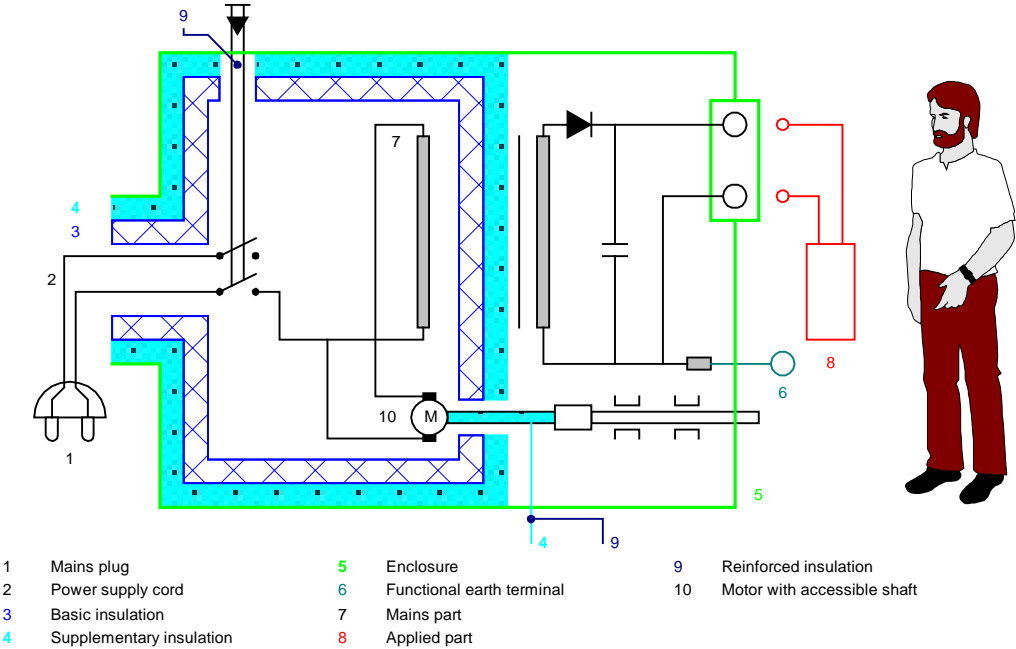 9
7
4
3
2
10
M
8
6
1
5
4
9
1 Mains plug
2 Power supply cord
3 Basic insulation
4 Supplementary insulation
5 Enclosure
6 Functional earth terminal
7 Mains part
8 Applied part
9 Reinforced insulation
10 Motor with accessible shaft